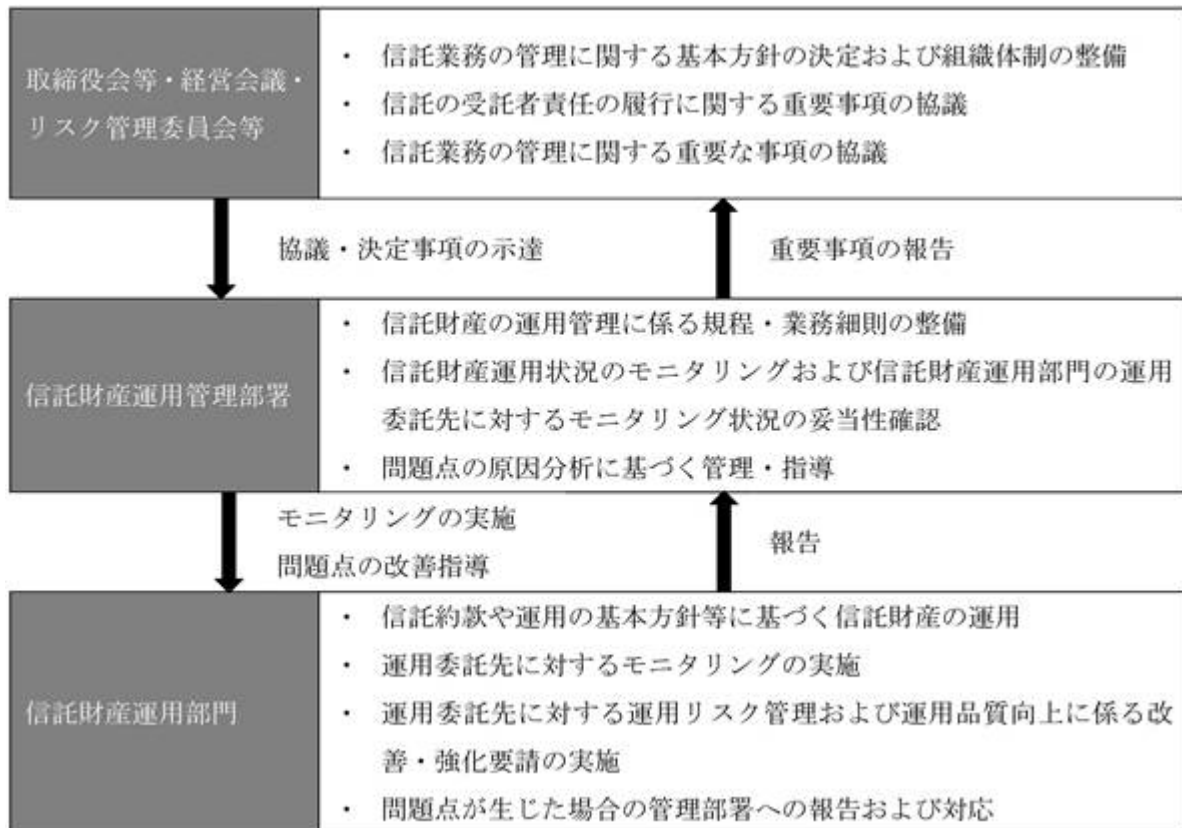 取締役会等・経営会議・
リスク管理委員会等
・ 信託業務の管理に関する基本方針の決定および組織体制の整備
・ 信託の受託者責任の履行に関する重要事項の協議
・ 信託業務の管理に関する重要な事項の協議
協議・決定事項の示達
重要事項の報告
信託財産運用管理部署
・ 信託財産の運用管理に係る規程・業務細則の整備
・ 信託財産運用状況のモニタリングおよび信託財産運用部門の運用
委託先に対するモニタリング状況の妥当性確認
・ 問題点の原因分析に基づく管理・指導
モニタリングの実施
問題点の改善指導
報告
信託財産運用部門
・ 信託約款や運用の基本方針等に基づく信託財産の運用
・ 運用委託先に対するモニタリングの実施
・ 運用委託先に対する運用リスク管理および運用品質向上に係る改
善・強化要請の実施
・ 問題点が生じた場合の管理部署への報告および対応